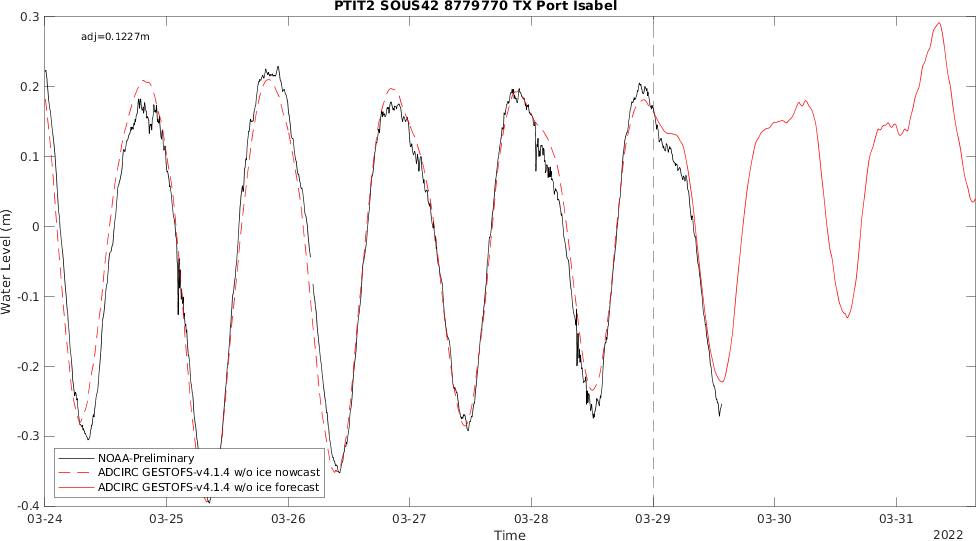 PTIT2 SOUS42 8779770 TX Port Isabel
adj=0.1227m
0.3
0.2
0.1
0
-0.1
-0.2
-0.3
-0.4
Water Level (m)
NOAA-Preliminary
ADCIRC GESTOFS-v4.1.4 w/o ice nowcast
ADCIRC GESTOFS-v4.1.4 w/o ice forecast
03-24 03-25 03-26 03-27 03-28 03-29 03-30 03-31
Time
2022